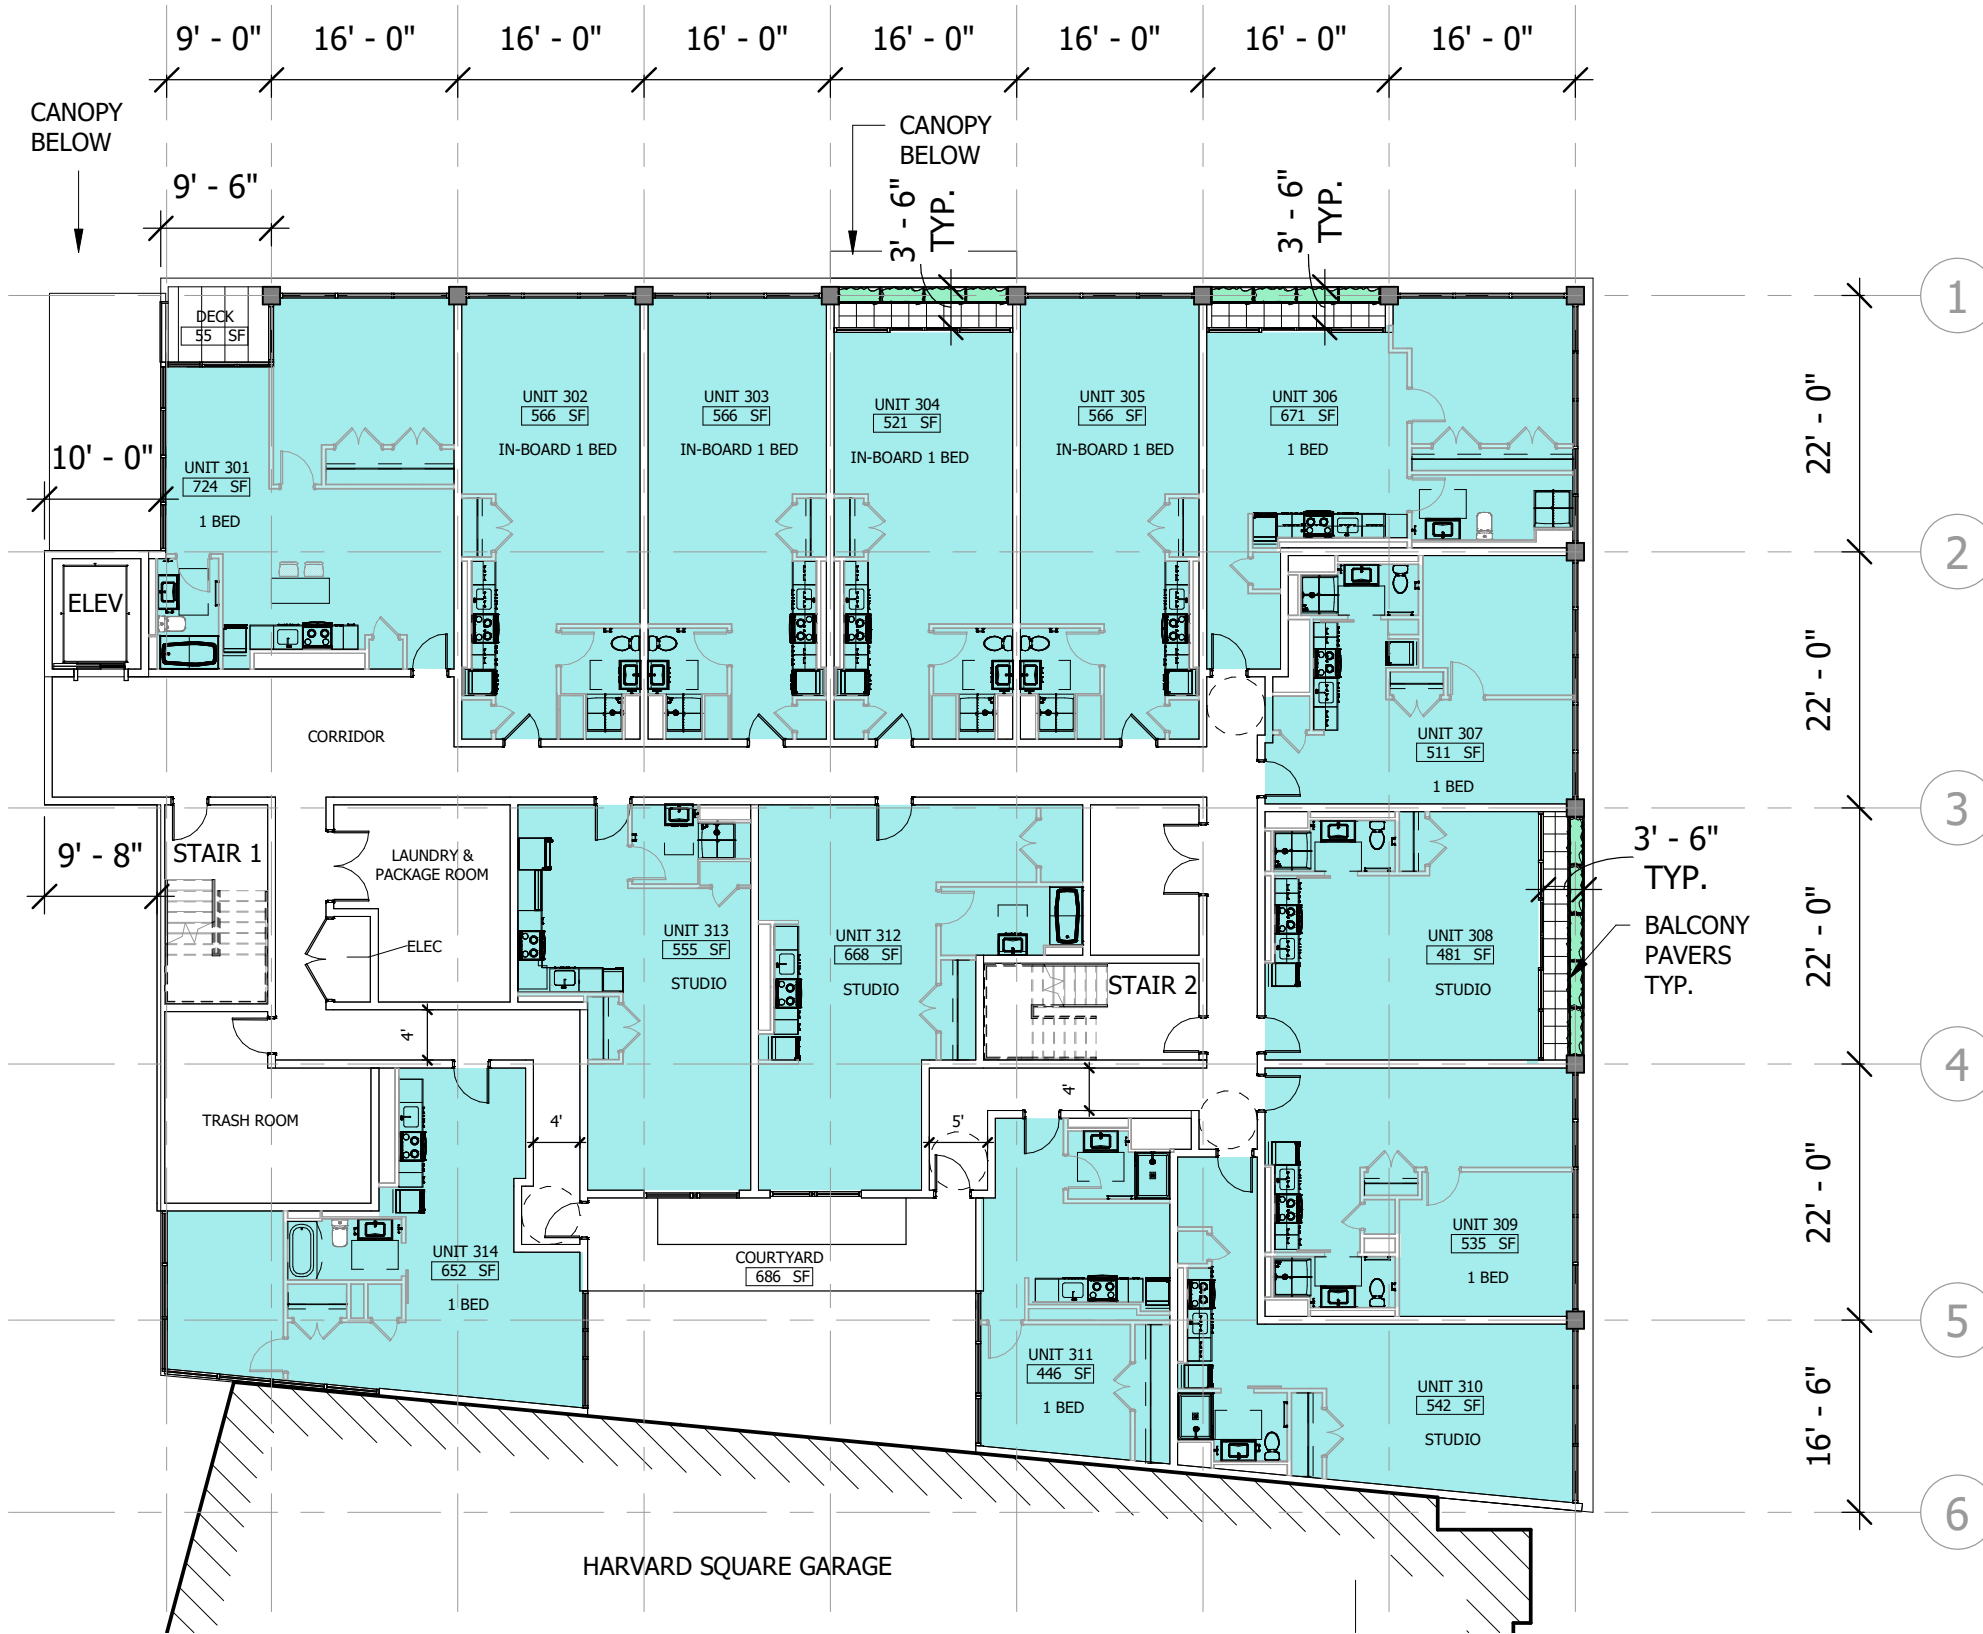 9' - 0" 16' - 0" 16' - 0" 16' - 0" 16' - 0" 16' - 0" 16' - 0" 16' - 0"
CANOPY
BELOW
CANOPY
BELOW
9' - 6"
3' - 6"
TYP.
3' - 6"
TYP.
1
DECK
55 SF
22' - 0"
UNIT 301
724 SF
1 BED
UNIT 302
566 SF
IN-BOARD 1 BED
UNIT 303
566 SF
IN-BOARD 1 BED
UNIT 304
521 SF
IN-BOARD 1 BED
UNIT 305
566 SF
IN-BOARD 1 BED
UNIT 306
671 SF
1 BED
10' - 0"
2
ELEV
22' - 0"
CORRIDOR
UNIT 307
511 SF
1 BED
3
9' - 8"
STAIR 1
LAUNDRY &
PACKAGE ROOM
ELEC
UNIT 313
555 SF
STUDIO
UNIT 312
668 SF
STUDIO
STAIR 2
UNIT 308
481 SF
STUDIO
3' - 6"
TYP.
BALCONY
PAVERS
TYP.
22' - 0"
4'
4
4'
TRASH ROOM
4'
5'
22' - 0"
UNIT 314
652 SF
1 BED
COURTYARD
686 SF
UNIT 309
535 SF
1 BED
5
UNIT 311
446 SF
1 BED
UNIT 310
542 SF
STUDIO
16' - 6"
6
HARVARD SQUARE GARAGE